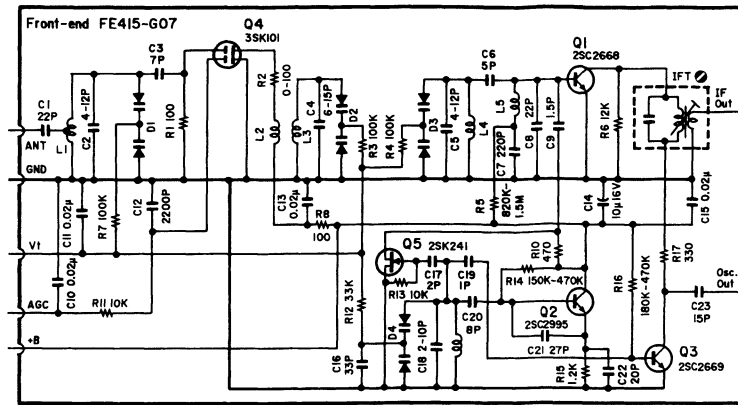 Front-end FE415-G07
Q4
3SK101
C3
7P
R2
0-100
C6
5P
Q1
2SC2668
IFT
IF
Out
C1
22P
ANT
L1
C2
4-12P
D1
R1 100
L2
L3
C4
6-15P
D2
R3 100K
R4 100K
D3
C5
4-12P
L4
L5
C7
220P
C8
22P
C9
1.5P
R6 12K
GND
C11 0.02μ
R7 100K
C12
2200P
C13
0.02μ
R8
100
R5
820K-
1.5M
C14
10μ16V
C15 0.02μ
Vt
C10 0.02μ
Q5
2SK241
C17
2P
C19
1P
R10
470
R14 150K-470K
R16
180K-470K
R17
330
Osc.
Out
AGC
R11 10K
R12 33K
R13 10K
C20
8P
Q2
2SC2995
C23
15P
+B
C16
33P
D4
C18 2-10P
C21 27P
R15
1.2K
C22
20P
Q3
2SC2669